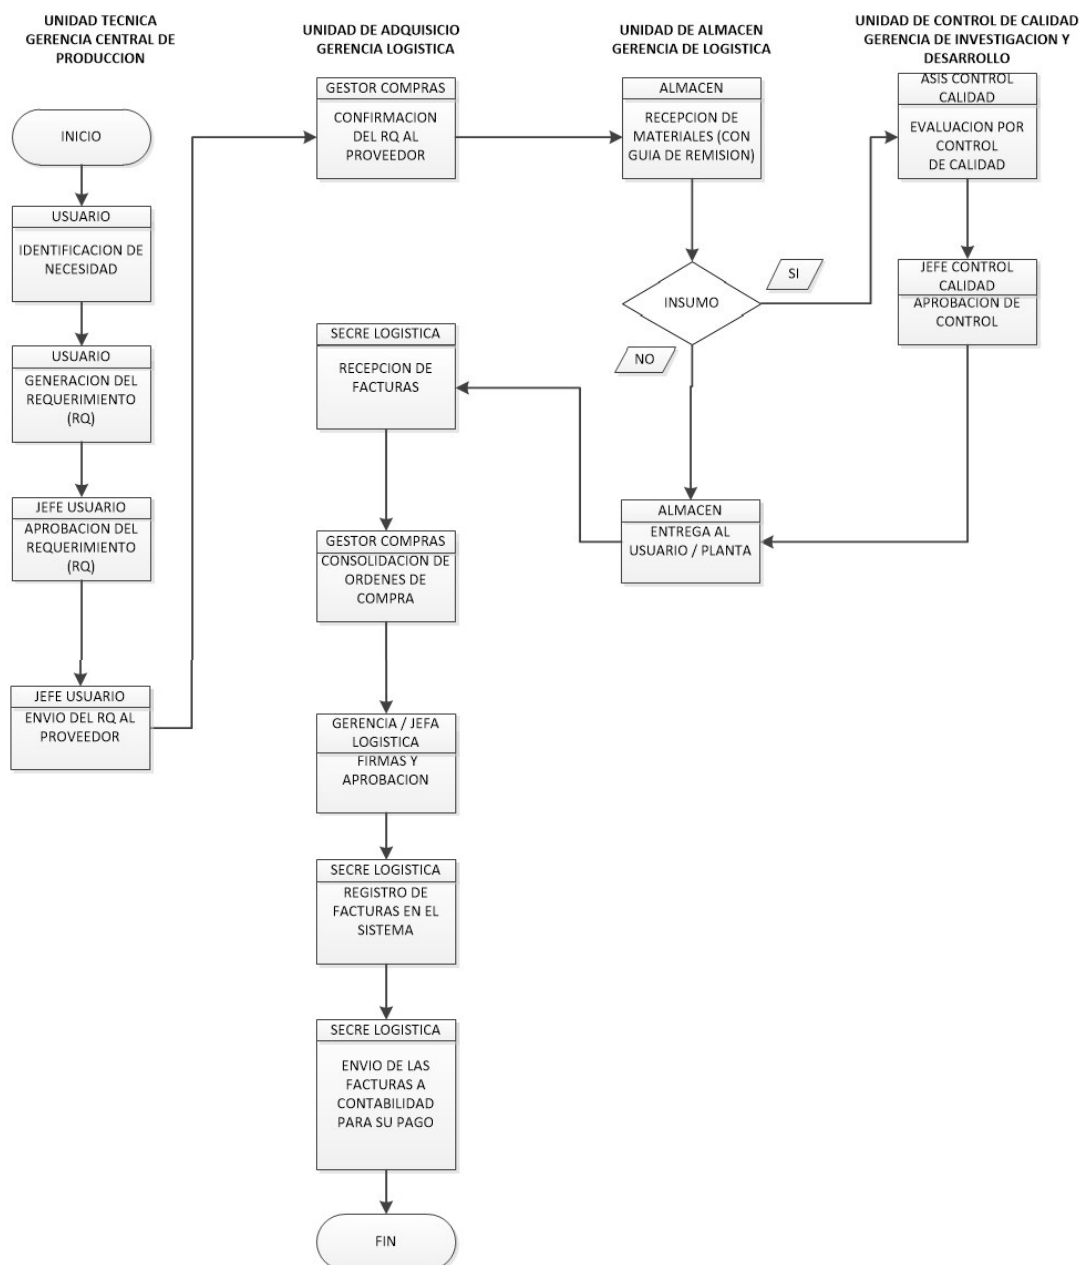 UNIDAD TECNICA
GERENCIA CENTRAL DE
PRODUCCION
UNIDAD DE ADQUISICIO
GERENCIA LOGISTICA
UNIDAD DE ALMACEN
GERENCIA DE LOGISTICA
UNIDAD DE CONTROL DE CALIDAD
GERENCIA DE INVESTIGACION Y
DESARROLLO
INICIO
USUARIO
IDENTIFICACION DE
NECESIDAD
USUARIO
GENERACION DEL
REQUERIMIENTO
(RQ)
JEFE USUARIO
APROBACION DEL
REQUERIMIENTO
(RQ)
JEFE USUARIO
ENVIO DEL RQ AL
PROVEEDOR
GESTOR COMPRAS
CONFIRMACION
DEL RQ AL
PROVEEDOR
ALMACEN
RECEPCION DE
MATERIALES (CON
GUIA DE REMISION)
INSUMO
SI
NO
ASIS CONTROL
CALIDAD
EVALUACION POR
CONTROL
DE CALIDAD
JEFE CONTROL
CALIDAD
APROBACION DE
CONTROL
ALMACEN
ENTREGA AL
USUARIO / PLANTA
SECRE LOGISTICA
RECEPCION DE
FACTURAS
GESTOR COMPRAS
CONSOLIDACION DE
ORDENES DE
COMPRA
GERENCIA / JEFA
LOGISTICA
FIRMAS Y
APROBACION
SECRE LOGISTICA
REGISTRO DE
FACTURAS EN EL
SISTEMA
SECRE LOGISTICA
ENVIO DE LAS
FACTURAS A
CONTABILIDAD
PARA SU PAGO
FIN